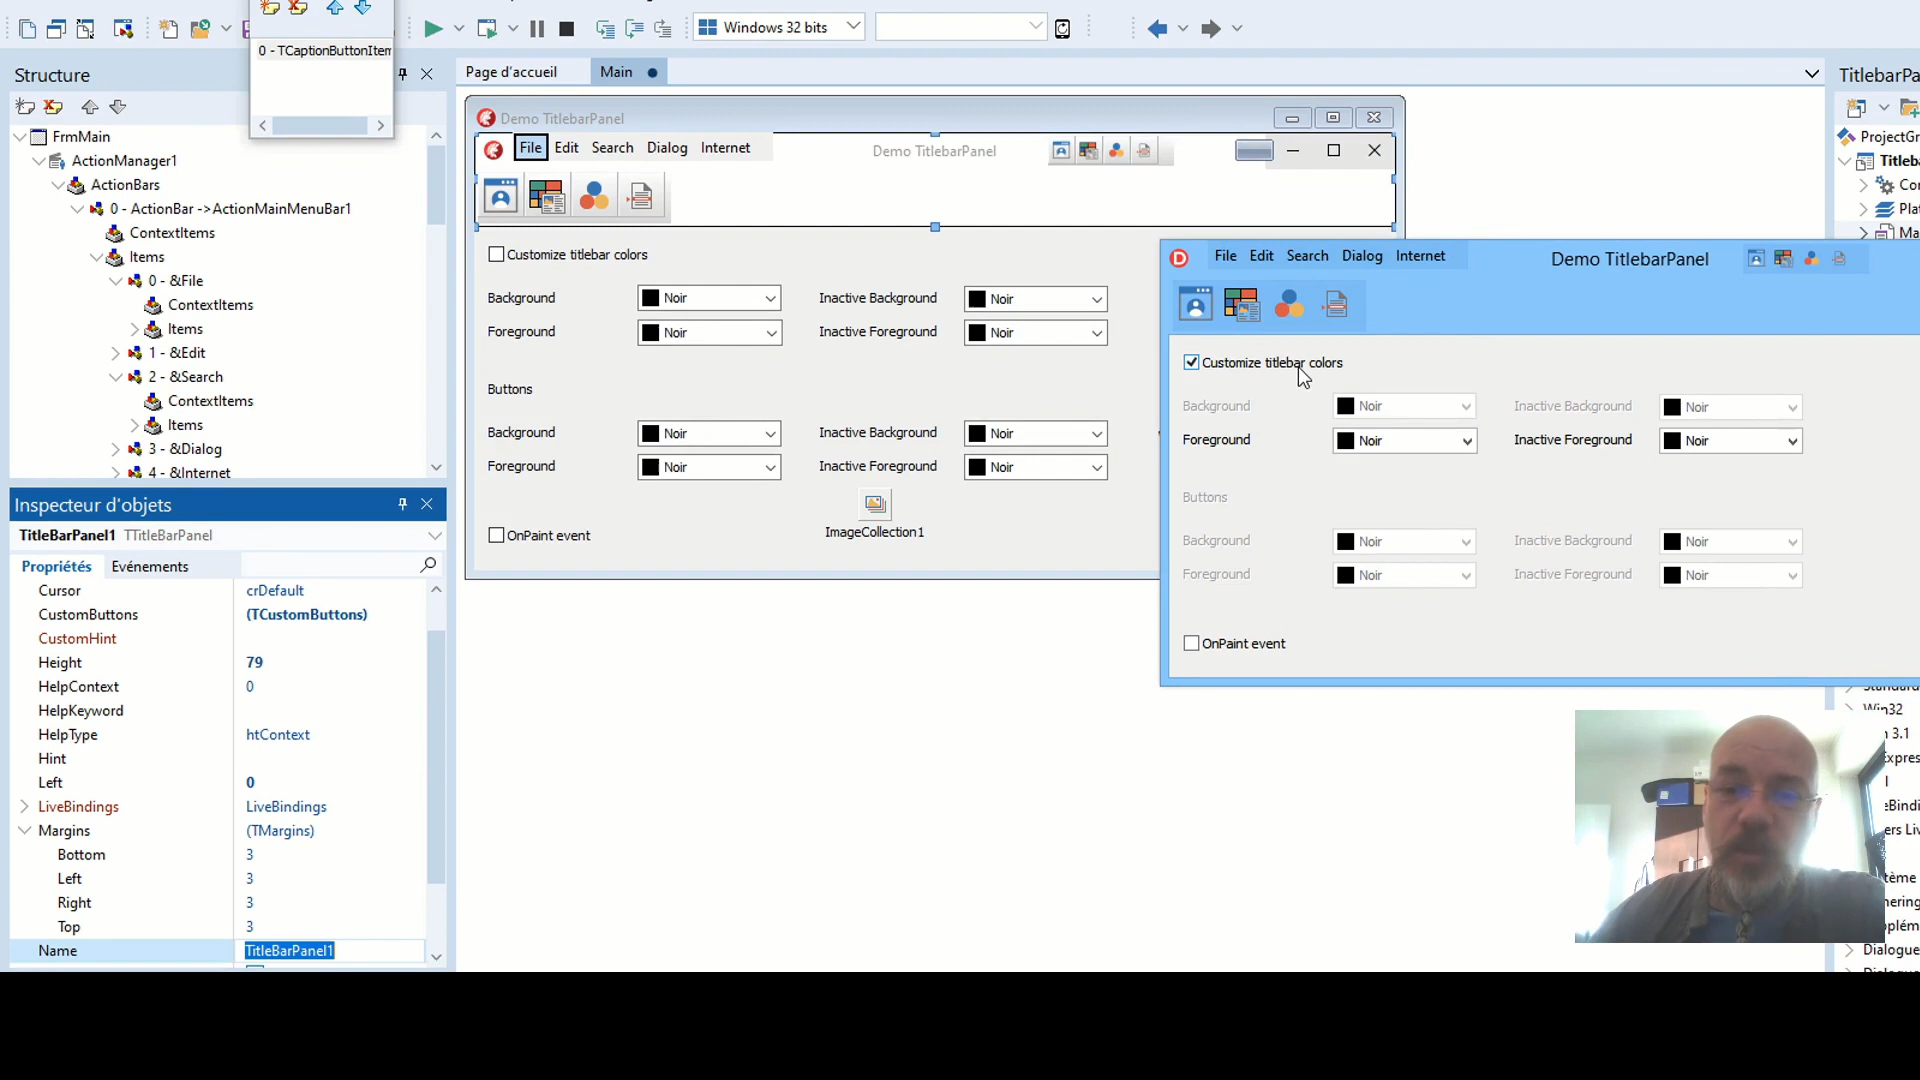 Windows 32 bits
0 - TCaptionButtonItem
Structure
FrmMain
ActionManager1
ActionBars
0 - ActionBar ->ActionMainMenuBar1
ContextItems
Items
0 - &File
ContextItems
Items
1 - &Edit
2 - &Search
ContextItems
Items
3 - &Dialog
4 - &Internet
Inspecteur d'objets
TitleBarPanel1 TTitleBarPanel
Propriétés Evénements
Cursor crDefault
CustomButtons (TCustomButtons)
CustomHint
Height 79
HelpContext 0
HelpKeyword
HelpType htContext
Hint
Left 0
LiveBindings LiveBindings
Margins (TMargins)
Bottom 3
Left 3
Right 3
Top 3
Name TitleBarPanel1
Page d'accueil Main
Demo TitlebarPanel
File Edit Search Dialog Internet Demo TitlebarPanel
Customize titlebar colors
Background Noir Inactive Background Noir
Foreground Noir Inactive Foreground Noir
Buttons
Background Noir Inactive Background Noir
Foreground Noir Inactive Foreground Noir
ImageCollection1
OnPaint event
File Edit Search Dialog Internet Demo TitlebarPanel
Customize titlebar colors
Background Noir Inactive Background Noir
Foreground Noir Inactive Foreground Noir
Buttons
Background Noir Inactive Background Noir
Foreground Noir Inactive Foreground Noir
OnPaint event
TitlebarPa
ProjectGr
Titleba
Cor
Plat
Ma
Win32
n 3.1
Dialogue